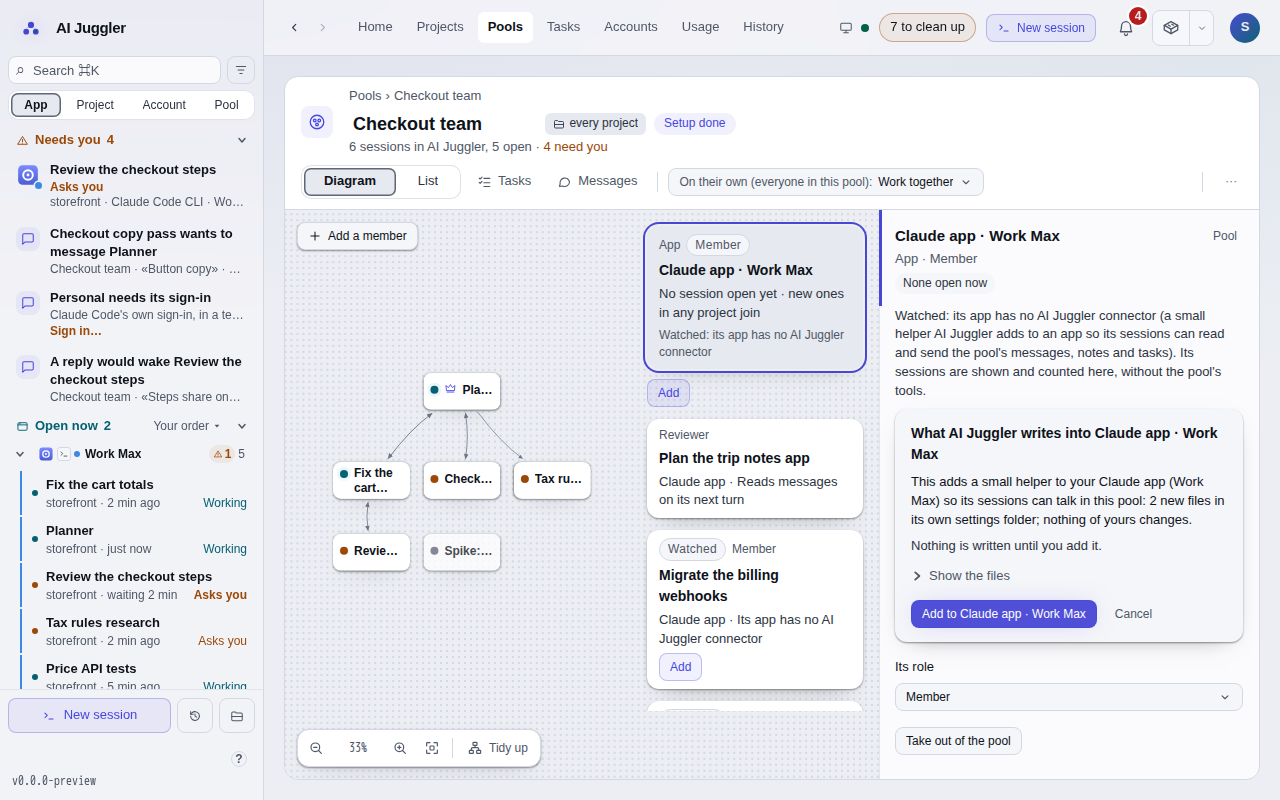 AI Juggler
Search ⌘K
App
Project
Account
Pool
Needs you 4
Review the checkout steps
Asks you
storefront · Claude Code CLI · Wo…
Checkout copy pass wants to
message Planner
Checkout team · «Button copy» · …
Personal needs its sign-in
Claude Code's own sign-in, in a te…
Sign in…
A reply would wake Review the
checkout steps
Checkout team · «Steps share on…
Open now 2
Your order
Work Max
1
5
Fix the cart totals
storefront · 2 min ago
Working
Planner
storefront · just now
Working
Review the checkout steps
storefront · waiting 2 min
Asks you
Tax rules research
storefront · 2 min ago
Asks you
Price API tests
storefront · 5 min ago
Working
New session
?
v0.0.0-preview
Home
Projects
Pools
Tasks
Accounts
Usage
History
7 to clean up
New session
4
S
Pools › Checkout team
Checkout team
every project
Setup done
6 sessions in AI Juggler, 5 open · 4 need you
Diagram
List
Tasks
Messages
On their own (everyone in this pool): Work together
Add a member
Pla…
Fix the
cart…
Check…
Tax ru…
Revie…
Spike:…
33%
Tidy up
App
Member
Claude app · Work Max
No session open yet · new ones
in any project join
Watched: its app has no AI Juggler
connector
Add
Reviewer
Plan the trip notes app
Claude app · Reads messages
on its next turn
Watched
Member
Migrate the billing
webhooks
Claude app · Its app has no AI
Juggler connector
Add
Claude app · Work Max
Pool
App · Member
None open now
Watched: its app has no AI Juggler connector (a small
helper AI Juggler adds to an app so its sessions can read
and send the pool's messages, notes and tasks). Its
sessions are shown and counted here, without the pool's
tools.
What AI Juggler writes into Claude app · Work
Max
This adds a small helper to your Claude app (Work
Max) so its sessions can talk in this pool: 2 new files in
its own settings folder; nothing of yours changes.
Nothing is written until you add it.
Show the files
Add to Claude app · Work Max
Cancel
Its role
Member
Take out of the pool